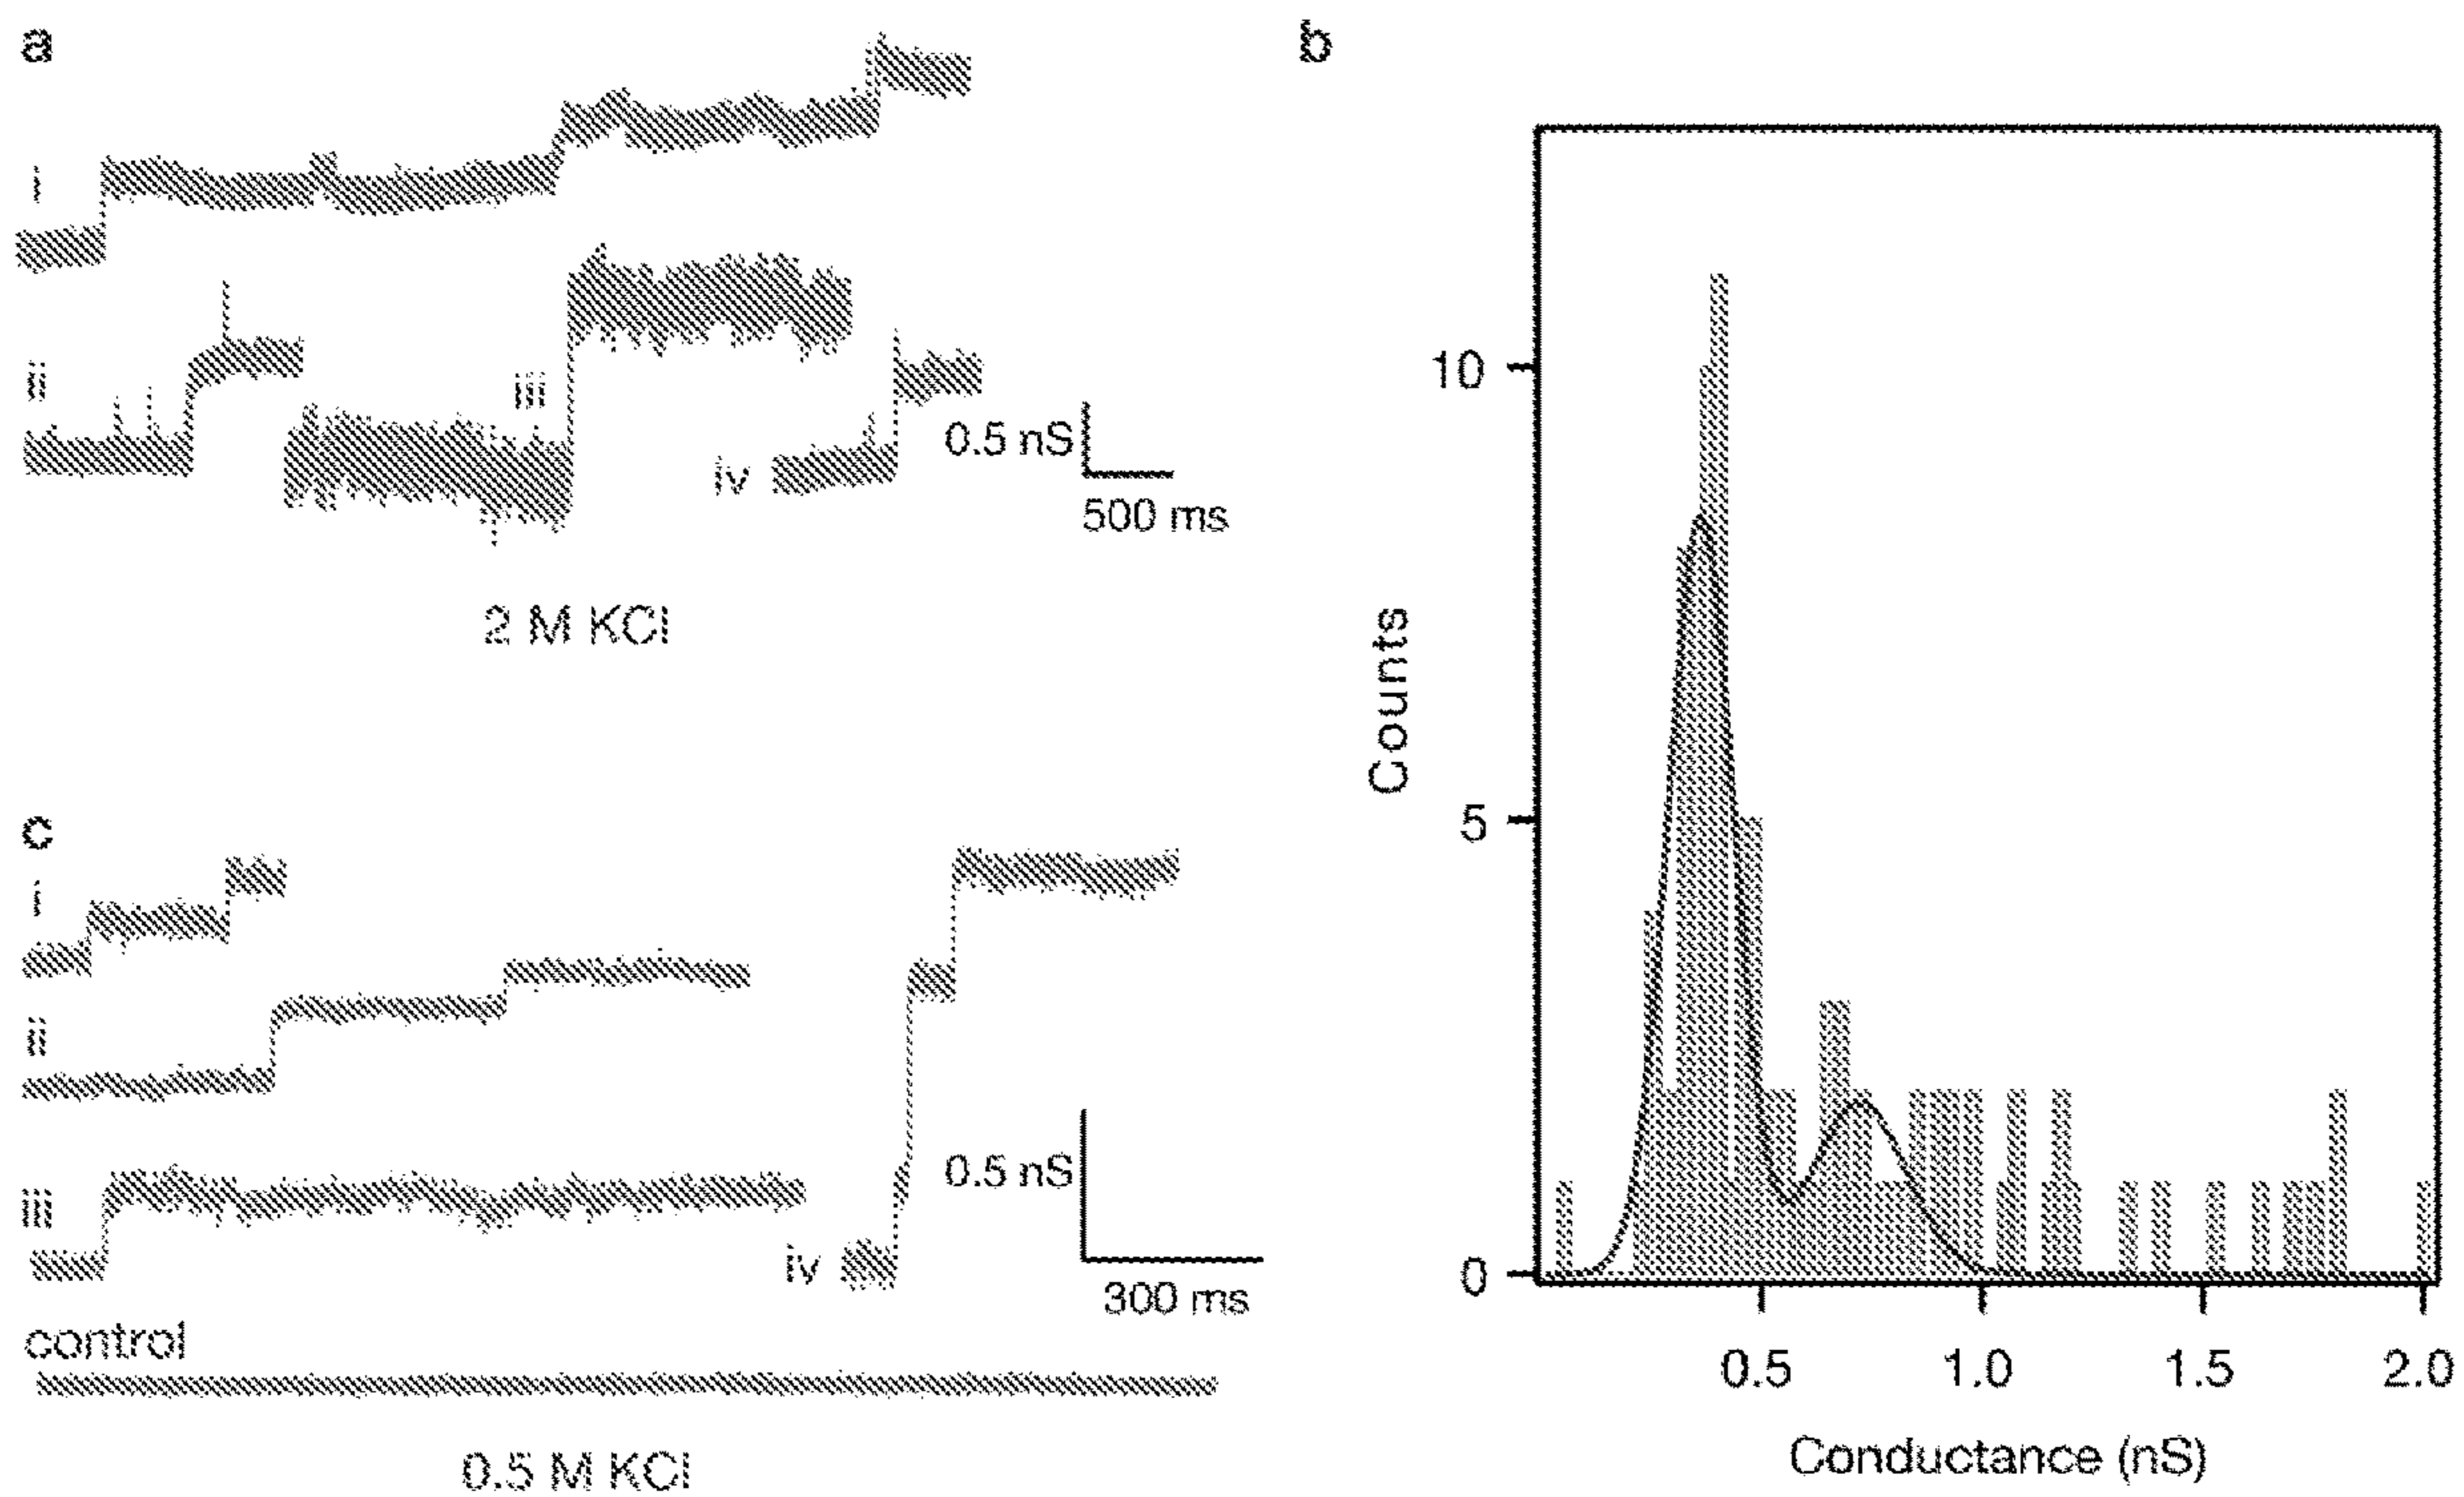 a
i
ii
iii
iv
0.5 nS
500 ms
2 M KCl
b
10
5
0
Counts
0.5
1.0
1.5
2.0
Conductance (nS)
c
i
ii
iii
iv
0.5 nS
300 ms
control
0.5 M KCl